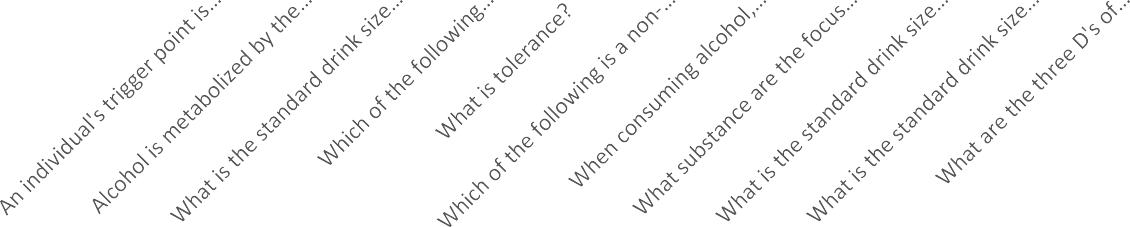 An individual's trigger point is...
Alcohol is metabolized by the...
What is the standard drink size...
Which of the following...
What is tolerance?
Which of the following is a non-...
When consuming alcohol,...
What substance are the focus...
What is the standard drink size...
What is the standard drink size...
What are the three D's of...